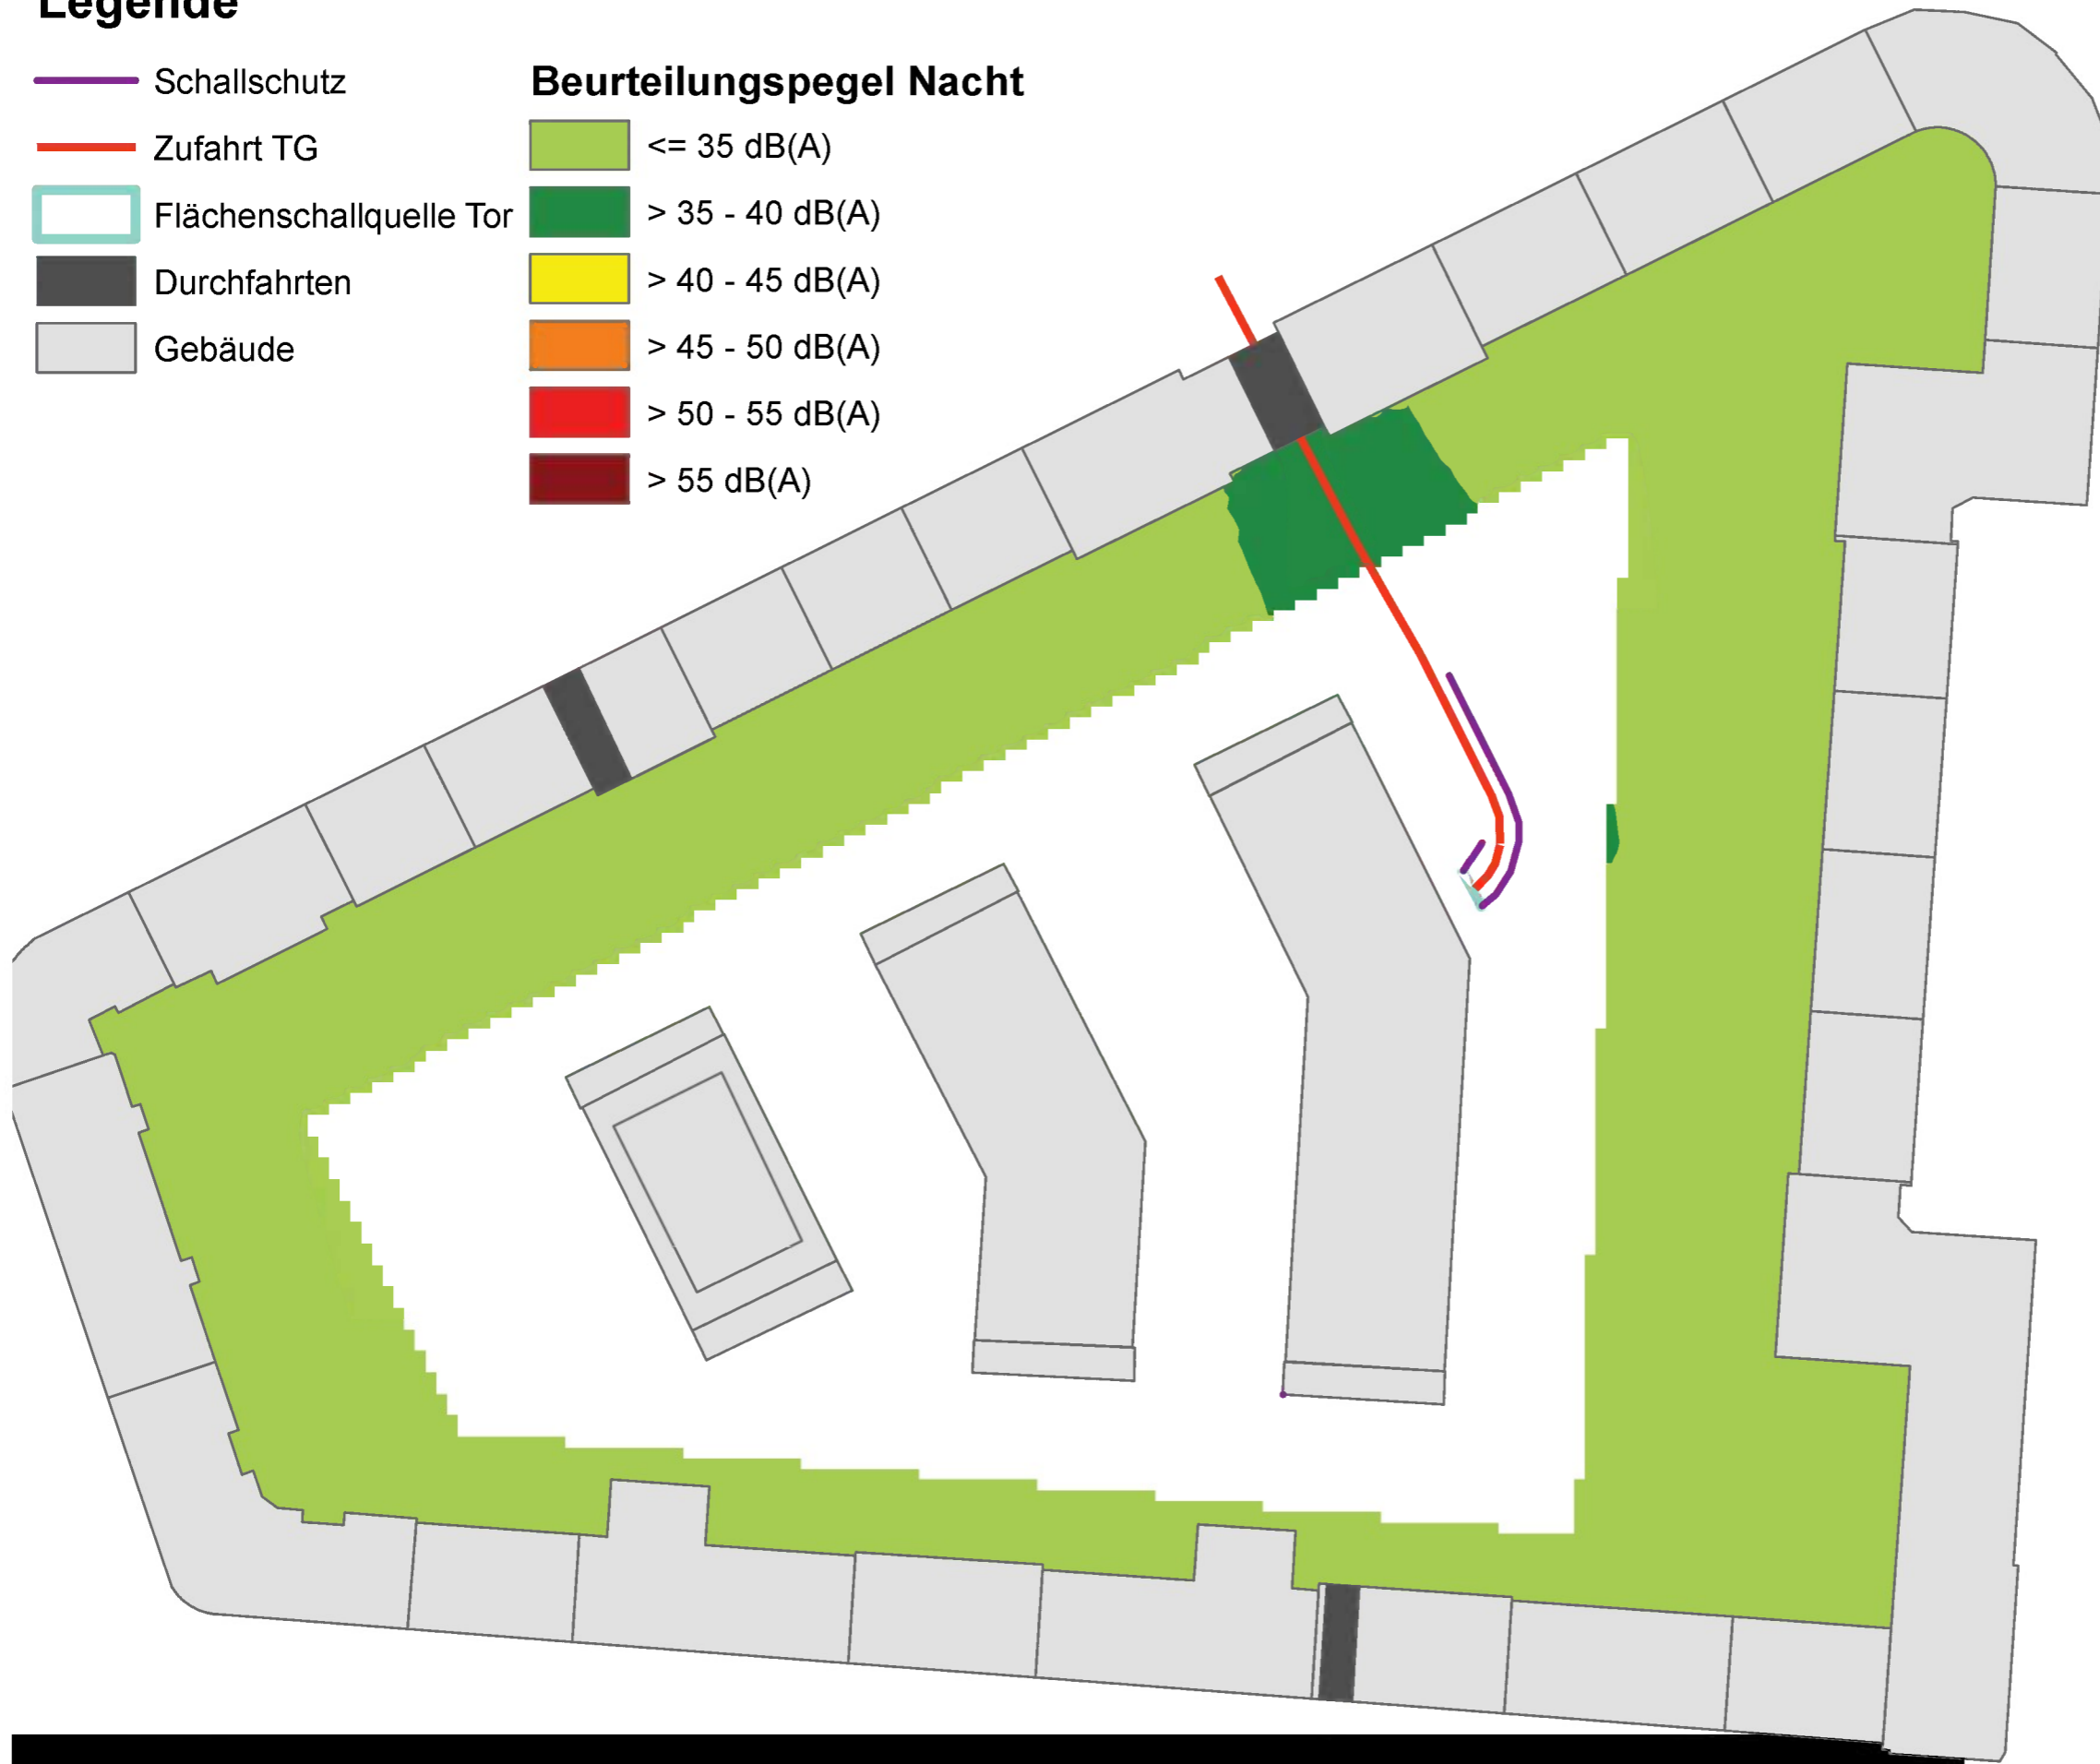 Legende
Schallschutz
Zufahrt TG
Flächenschallquelle Tor
Durchfahrten
Gebäude
Beurteilungspegel Nacht
<= 35 dB(A)
> 35 - 40 dB(A)
> 40 - 45 dB(A)
> 45 - 50 dB(A)
> 50 - 55 dB(A)
> 55 dB(A)